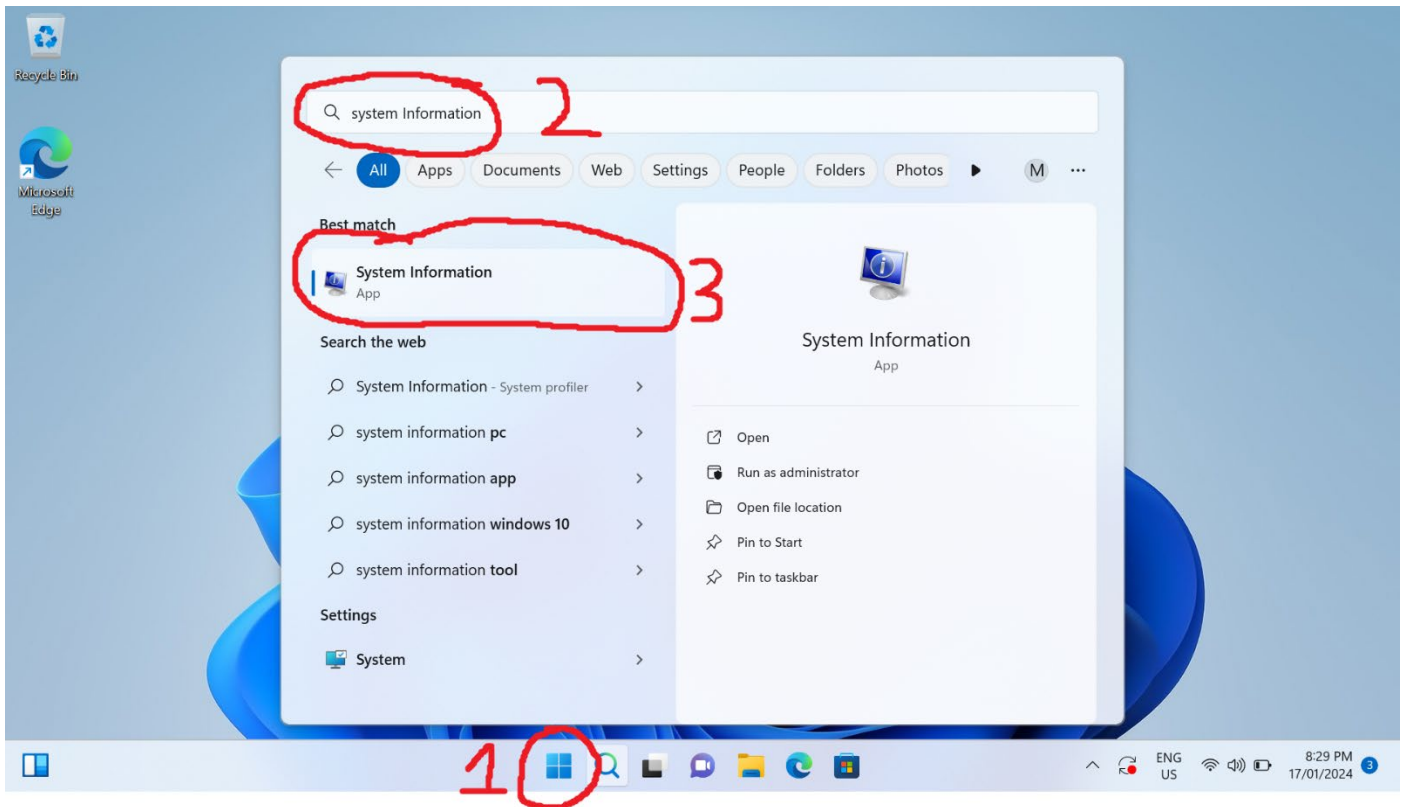 Recycle Bin
Microsoft
Edge
system Information
2
All Apps Documents Web Settings People Folders Photos M ...
Best match
System Information
App
3
Search the web
System Information - System profiler
system information pc
system information app
system information windows 10
system information tool
Settings
System
System Information
App
Open
Run as administrator
Open file location
Pin to Start
Pin to taskbar
1
ENG
US
8:29 PM
17/01/2024
3